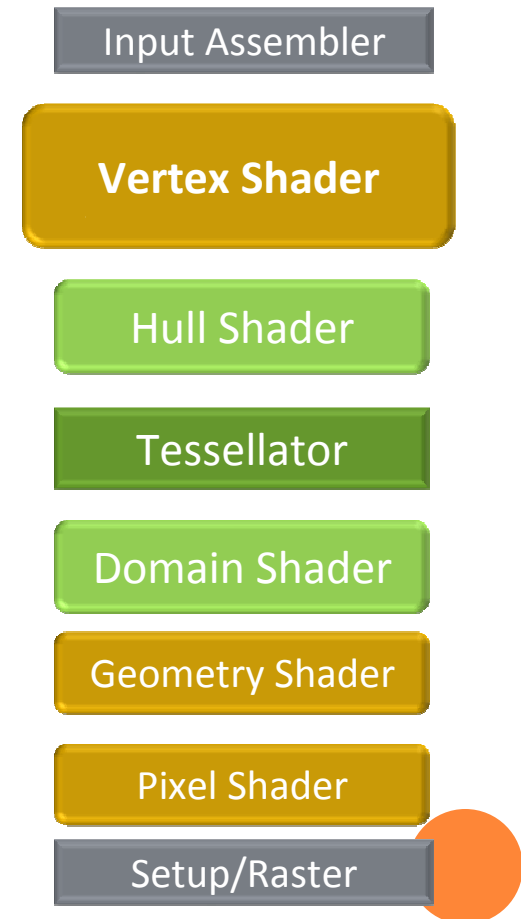 Input Assembler
Vertex Shader
Hull Shader
Tessellator
Domain Shader
Geometry Shader
Pixel Shader
Setup/Raster